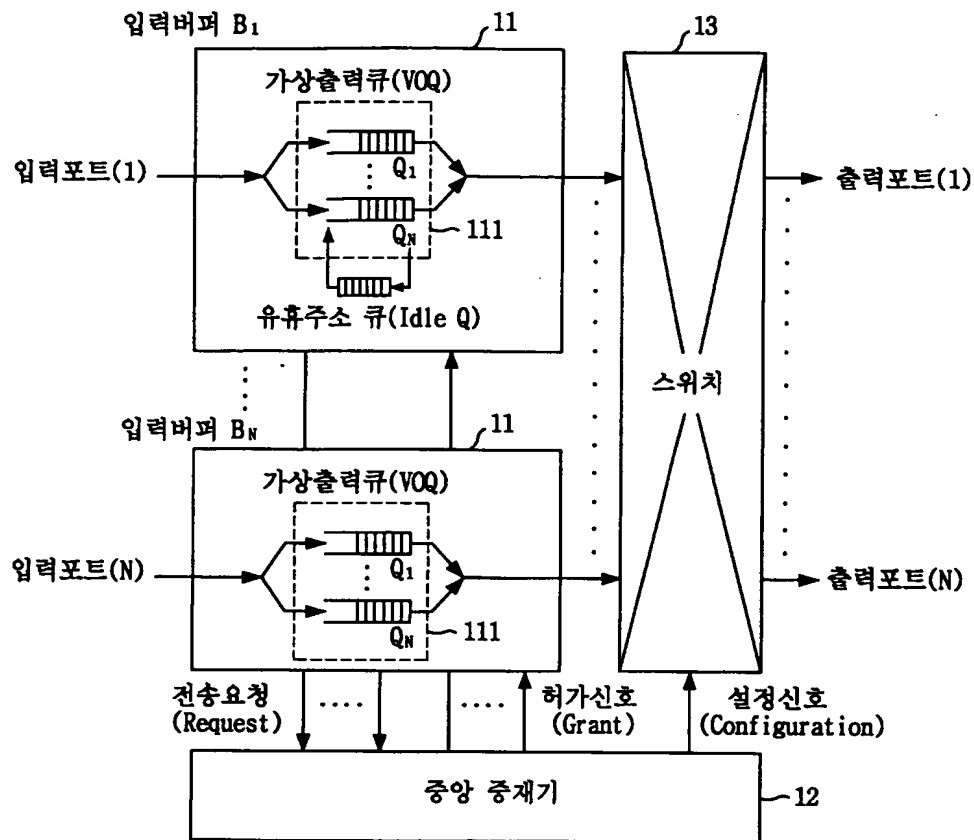 입력버퍼 B1
11
13
가상출력큐(VOQ)
입력포트(1)
Q1
QN
111
출력포트(1)
유휴주소 큐(Idle Q)
스위치
입력버퍼 BN
11
가상출력큐(VOQ)
입력포트(N)
Q1
QN
111
출력포트(N)
전송요청
(Request)
허가신호
(Grant)
설정신호
(Configuration)
중앙 중재기
12